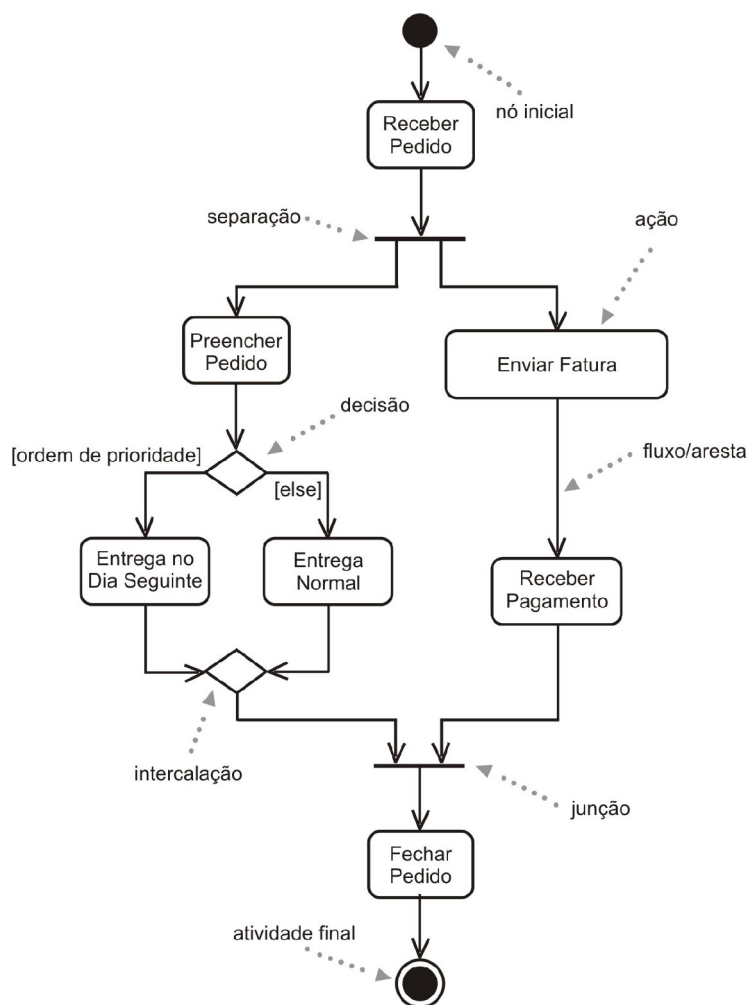 nó inicial
Receber
Pedido
separação
ação
Preencher
Pedido
Enviar Fatura
decisão
[ordem de prioridade]
[else]
fluxo/aresta
Entrega no
Dia Seguinte
Entrega
Normal
Receber
Pagamento
intercalação
junção
Fechar
Pedido
atividade final